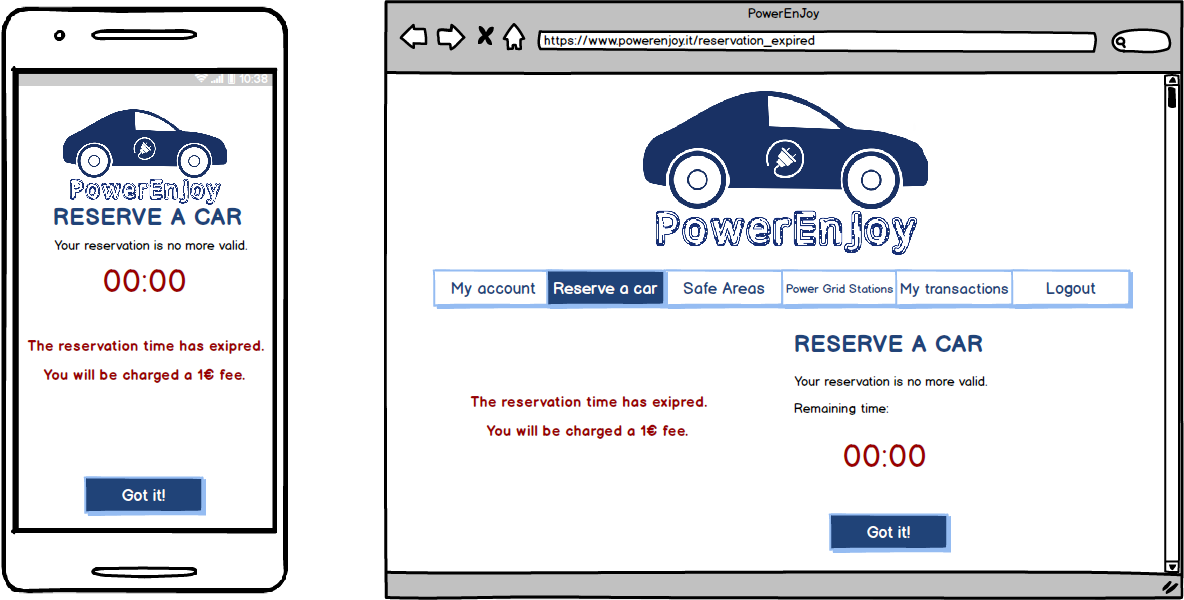 10:38
PowerEnJoy
RESERVE A CAR
Your reservation is no more valid.
00:00
The reservation time has exipred.
You will be charged a 1€ fee.
Got it!
PowerEnJoy
https://www.powerenjoy.it/reservation_expired
PowerEnJoy
My account Reserve a car Safe Areas Power Grid Stations My transactions Logout
RESERVE A CAR
Your reservation is no more valid.
Remaining time:
00:00
The reservation time has exipred.
You will be charged a 1€ fee.
Got it!